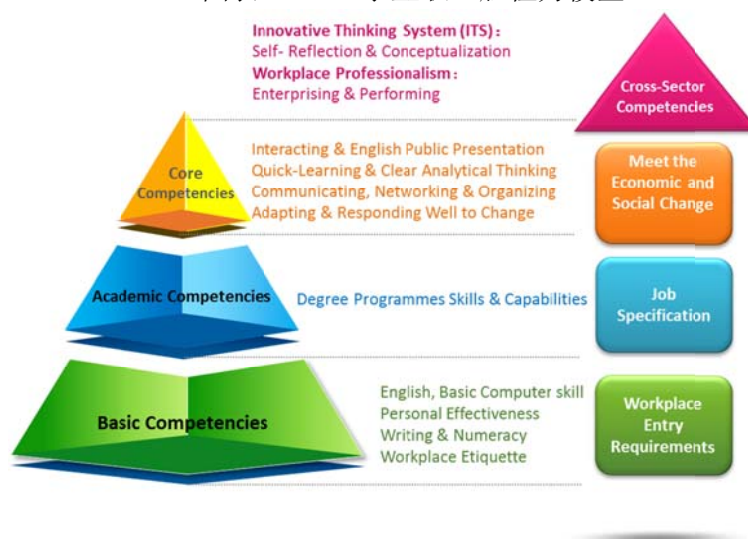 Innovative Thinking System (ITS)：
Self- Reflection & Conceptualization
Workplace Professionalism：
Enterprising & Performing
Cross-Sector
Competencies
Core
Competencies
Interacting & English Public Presentation
Quick-Learning & Clear Analytical Thinking
Communicating, Networking & Organizing
Adapting & Responding Well to Change
Meet the
Economic and
Social Change
Academic Competencies
Degree Programmes Skills & Capabilities
Job
Specification
Basic Competencies
English, Basic Computer skill
Personal Effectiveness
Writing & Numeracy
Workplace Etiquette
Workplace
Entry
Requirements